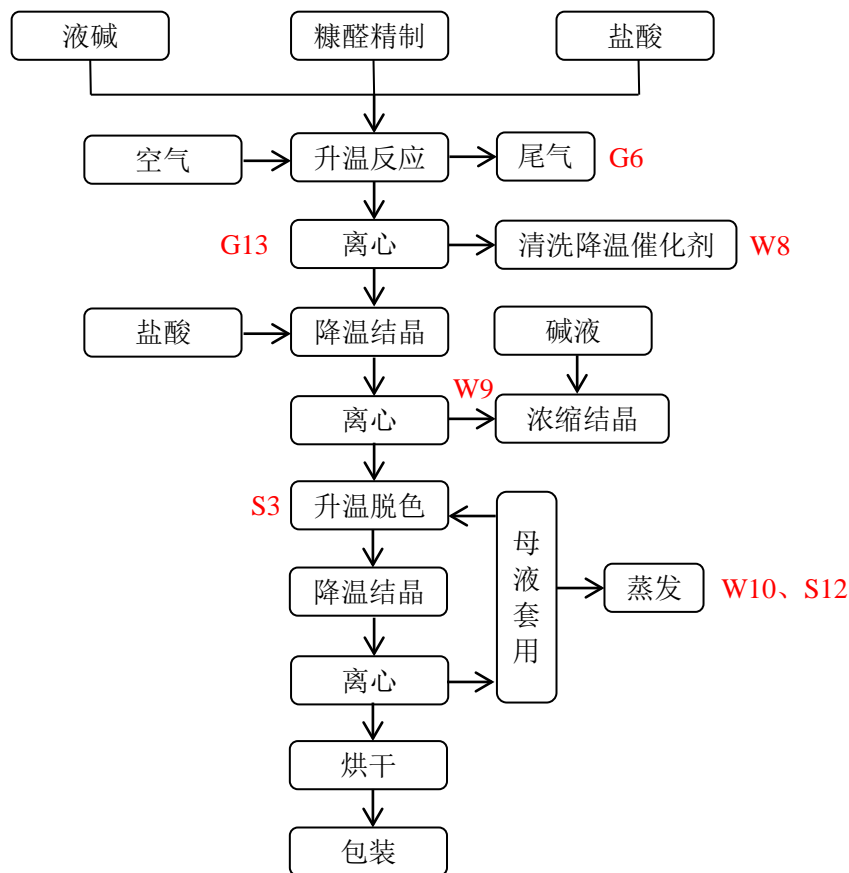 液碱
糠醛精制
盐酸
空气
升温反应
尾气
G6
G13
离心
清洗降温催化剂
W8
盐酸
降温结晶
碱液
W9
离心
浓缩结晶
S3
升温脱色
母
液
套
用
降温结晶
蒸发
W10、S12
离心
烘干
包装